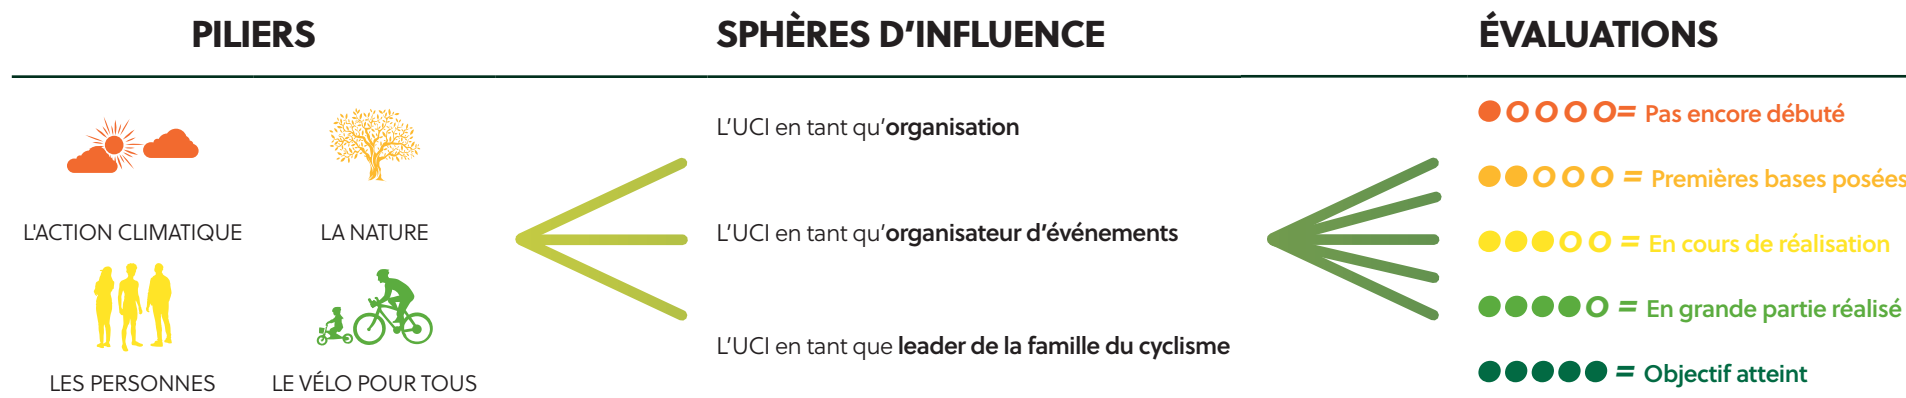 PILIERS
L'ACTION CLIMATIQUE
LA NATURE
LES PERSONNES
LE VÉLO POUR TOUS
SPHÈRES D'INFLUENCE
L'UCI en tant qu'organisation
L'UCI en tant qu'organisateur d'événements
L'UCI en tant que leader de la famille du cyclisme
ÉVALUATIONS
= Pas encore débuté
= Premières bases posées
= En cours de réalisation
= En grande partie réalisé
= Objectif atteint